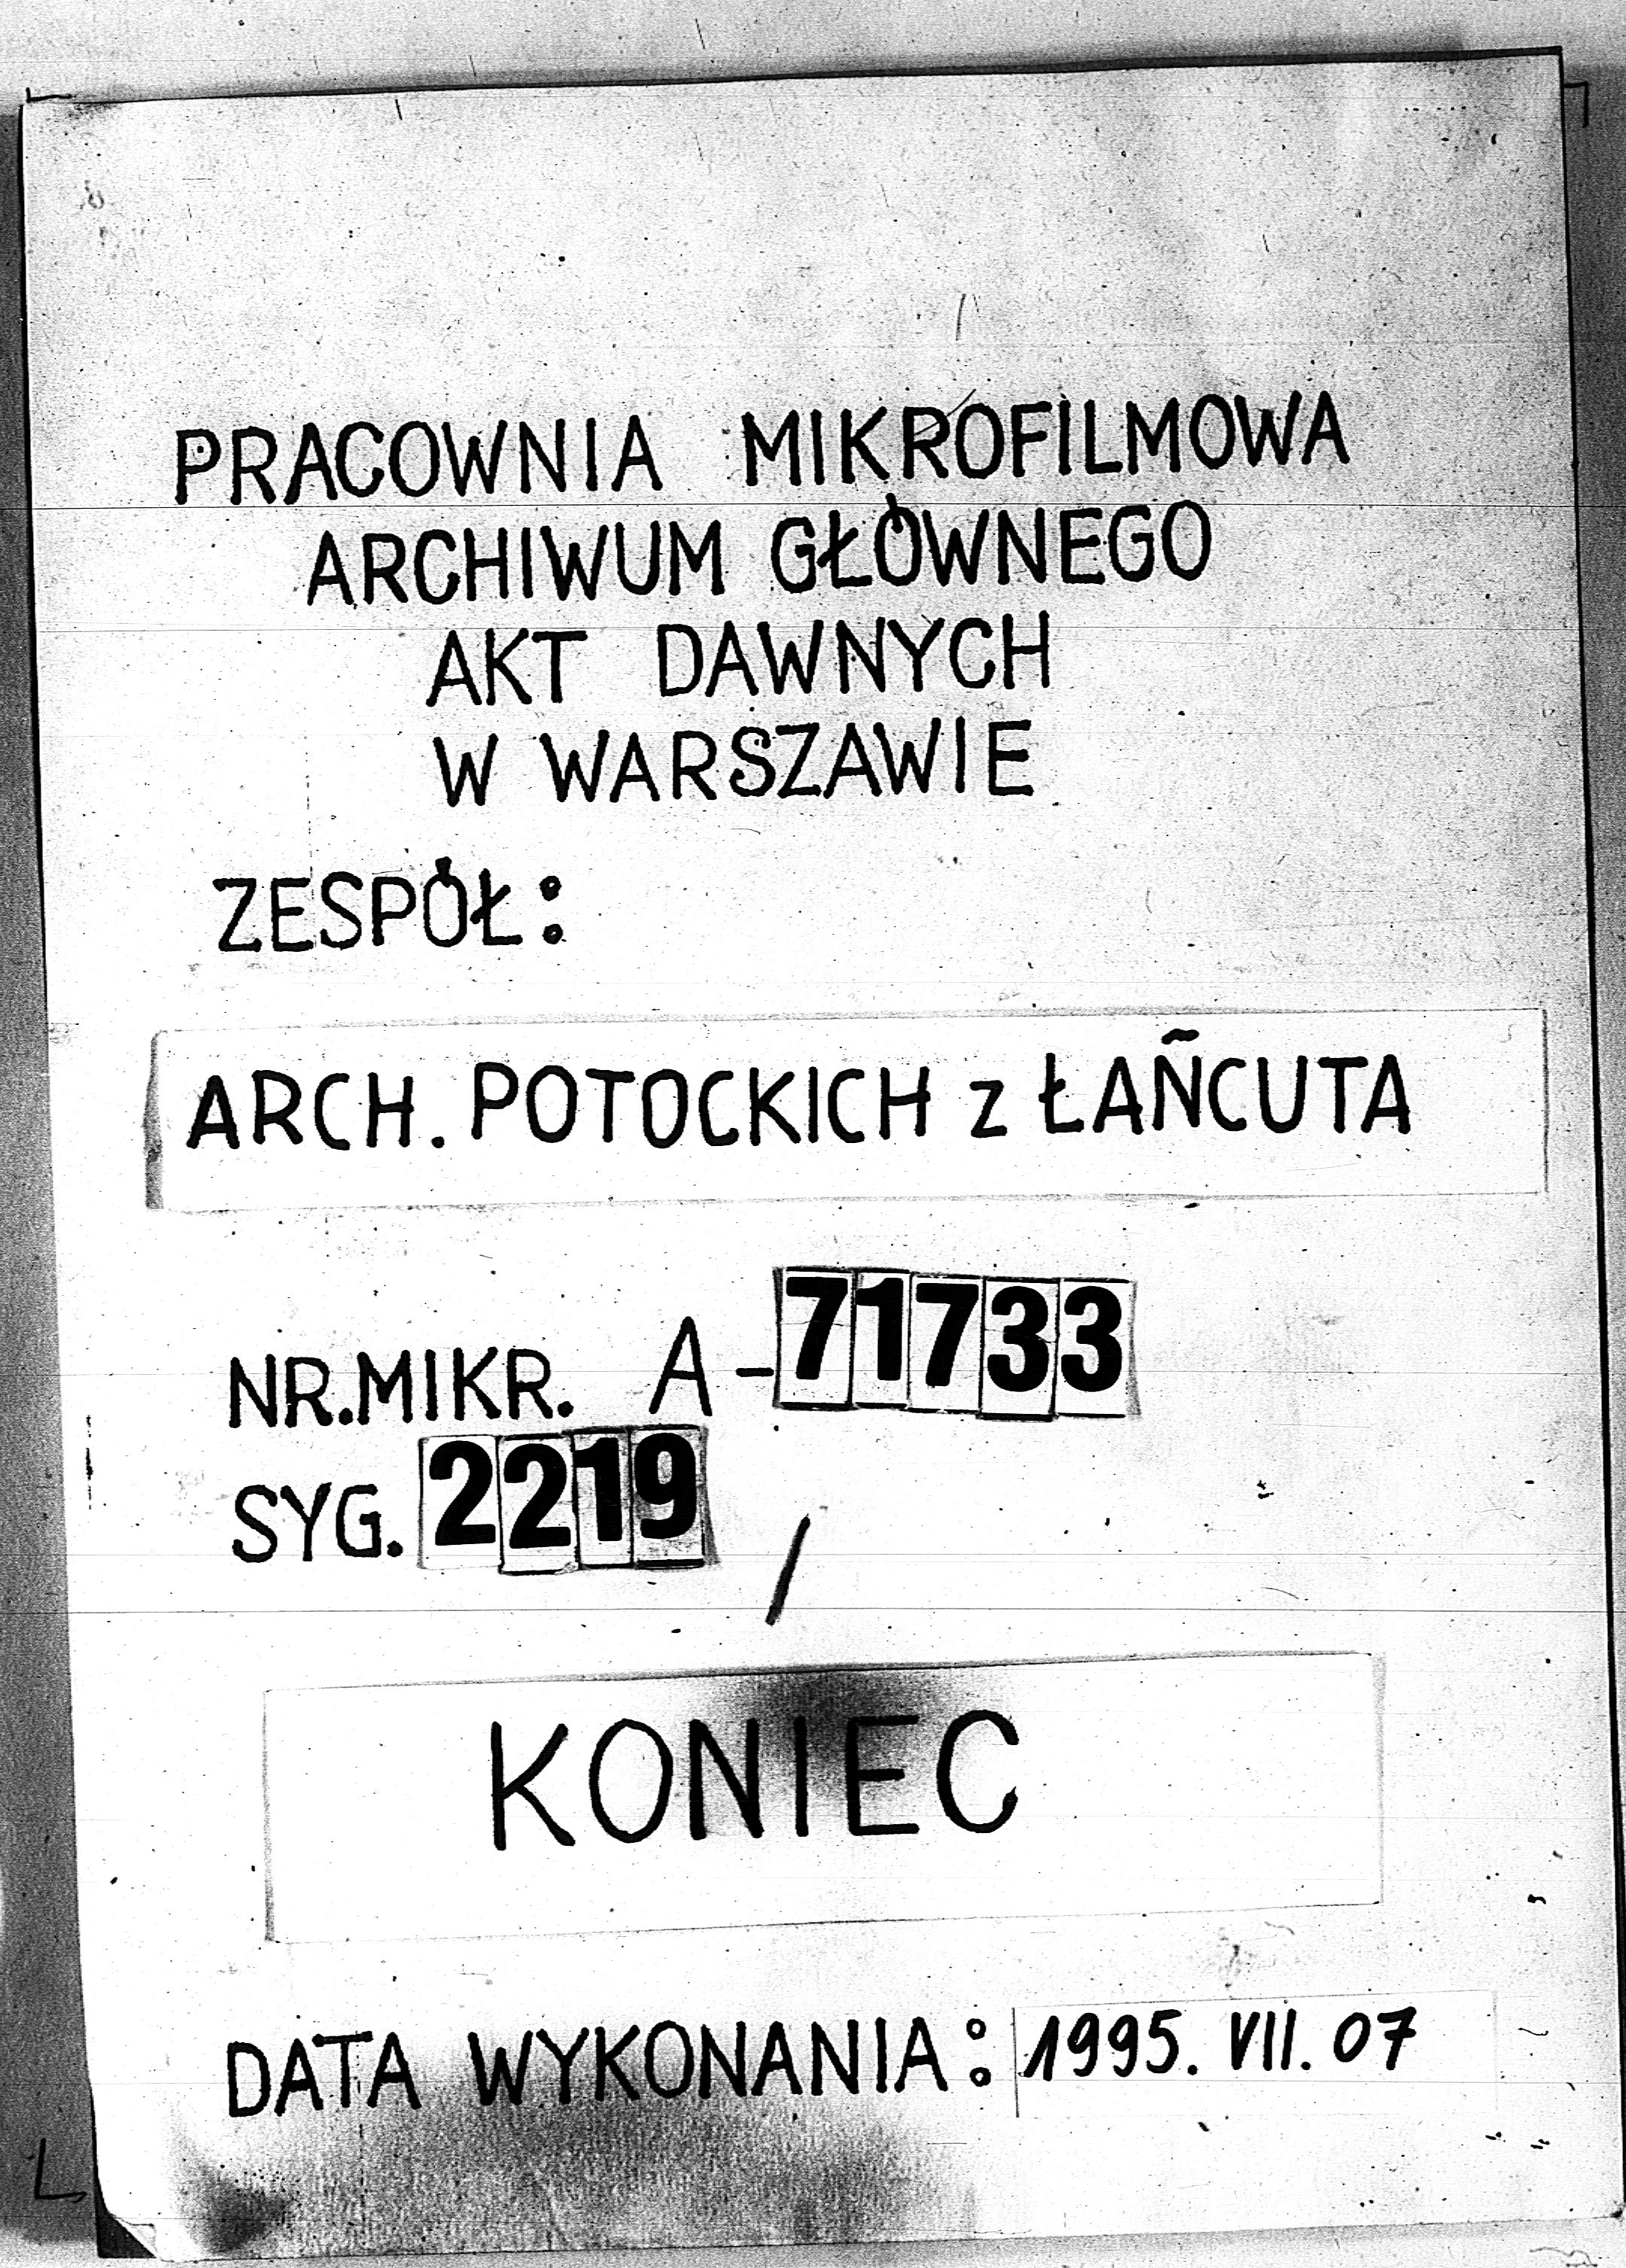 PRACOWNIA MIKROFILMOWA
ARCHIWUM GŁÓWNEGO
AKT DAWNYCH
W WARSZAWIE
ZESPÓŁ:
ARCH. POTOCKICH z ŁAŃCUTA
NR.MIKR. A-71733
SYG. 2219 /
KONIEC
DATA WYKONANIA: 1995. VII. 07